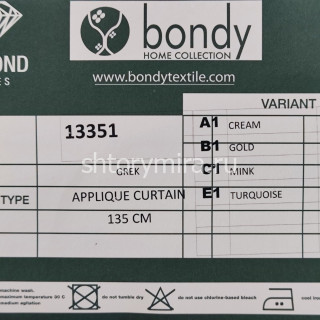 OND
ES
bondy
HOME COLLECTION
www.bondytextile.com
VARIANT
13351
A1 CREAM
B1 GOLD
GREK
C1 MINK
shtorymira.ru
TYPE APPLIQUE CURTAIN
E1 TURQUOISE
135 CM
machine wash.
maximum temperature 30 C
do not tumble dry
do not use chlorine-based bleach